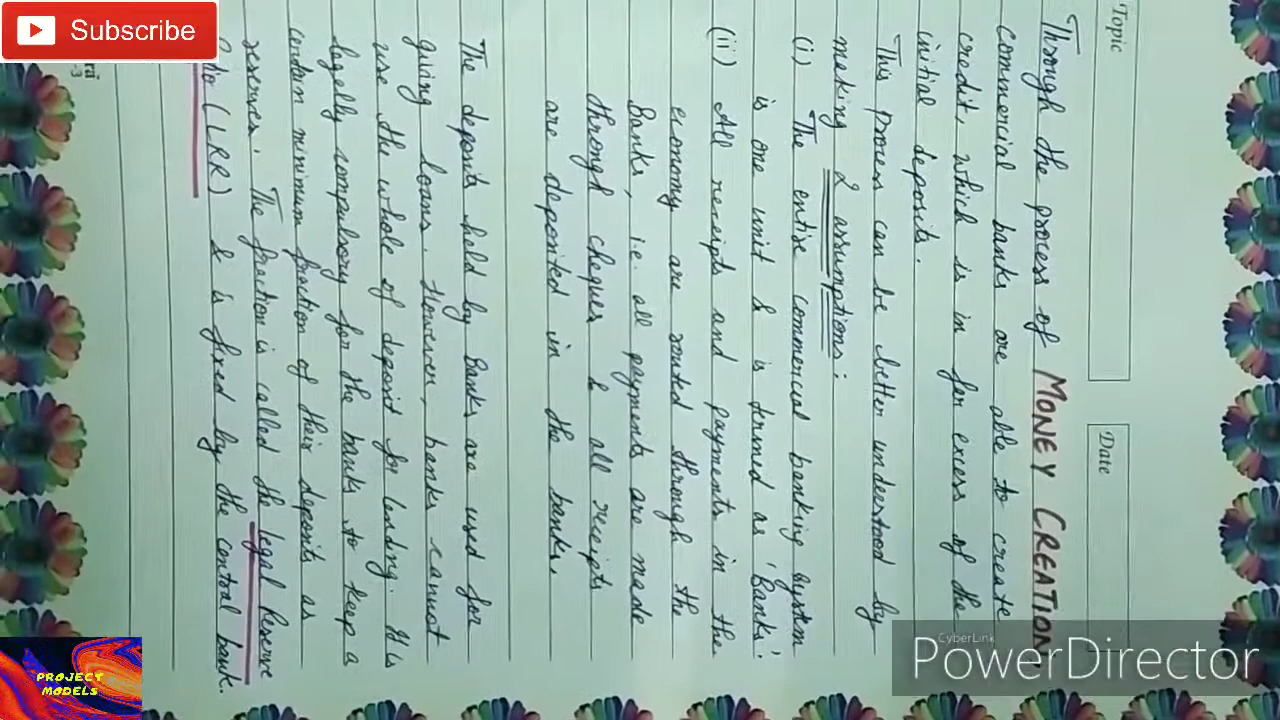 Subscribe
Topic
Date
Through the process of MONEY CREATION,
commercial banks are able to create
credit, which is in far excess of the
initial deposits.
This process can be better understood by
making 2 assumptions:
(i) The entire commerical banking system
is one unit & is termed as 'Banks'.
(ii) All receipts and payments in the
economy are routed through the
Banks, i.e. all payments are made
through cheques & all receipts
are deposited in the banks.
The deposits held by Banks are used for
giving loans. However, banks cannot
use the whole of deposit for lending. It is
legally compulsory for the banks to keep a
certain minimum fraction of their deposits as
reserves. The fraction is called the legal Reserve
Ratio (LRR) & is fixed by the central bank.
PROJECT
MODELS
CyberLink
PowerDirector